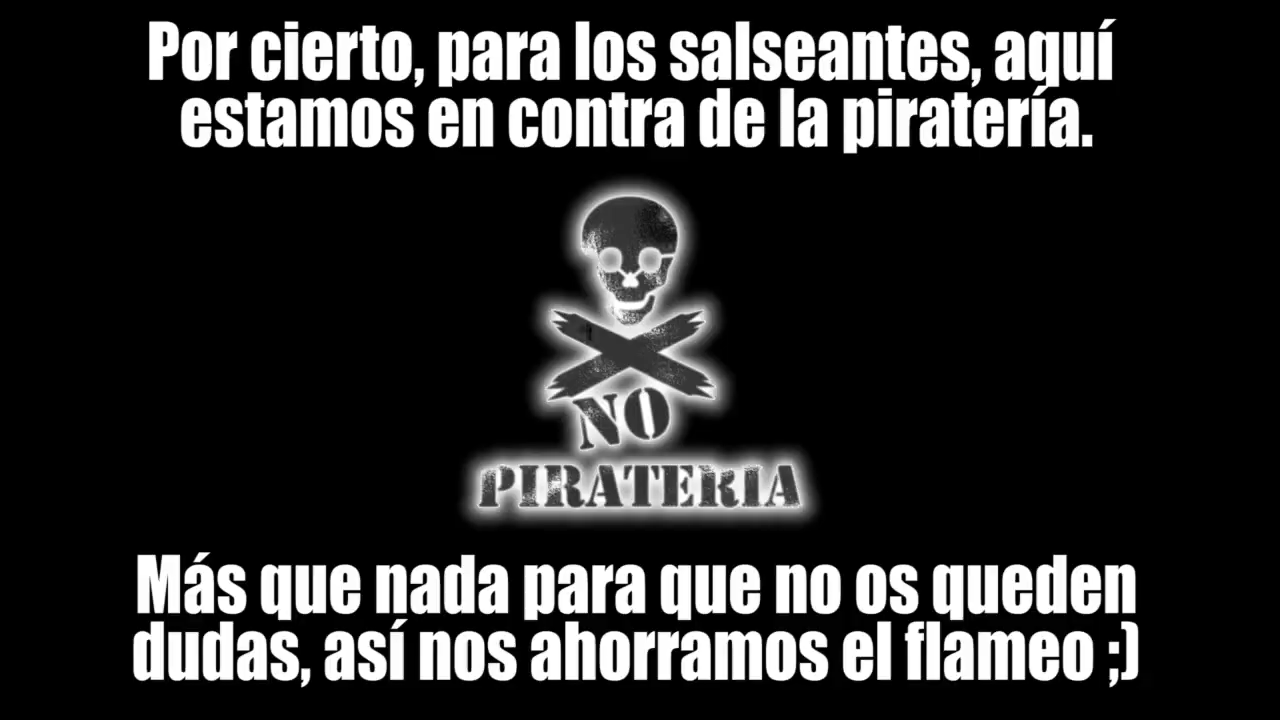 Por cierto, para los salseantes, aquí
estamos en contra de la piratería.
NO
PIRATERIA
Más que nada para que no os queden
dudas, así nos ahorramos el flameo ;)